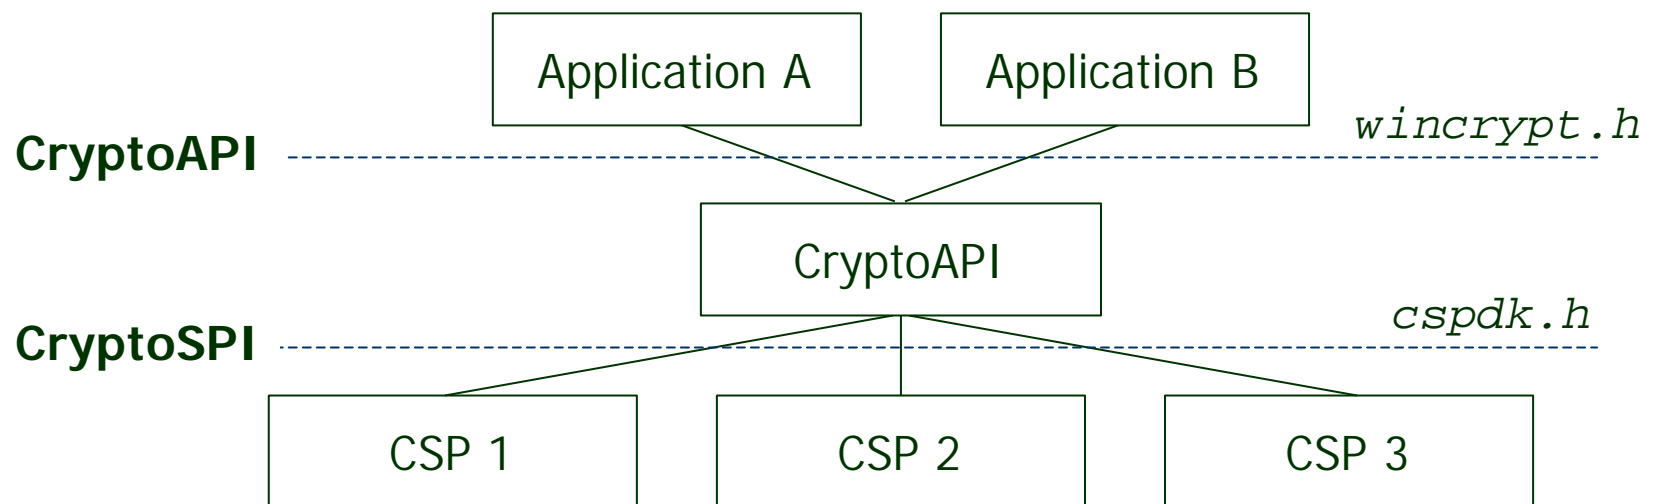 Application A
Application B
wincrypt.h
CryptoAPI
CryptoAPI
cspdk.h
CryptoSPI
CSP 1
CSP 2
CSP 3